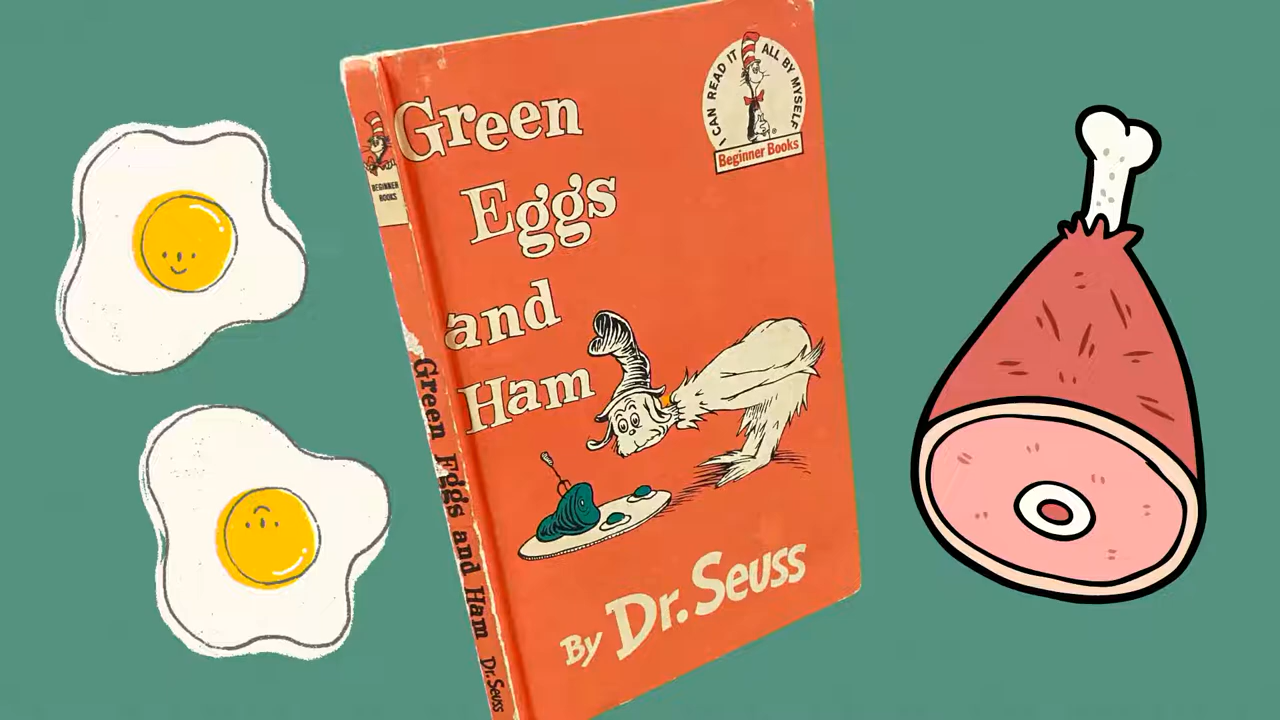 Green
Eggs
and
Ham
I CAN READ IT ALL BY MYSELF
Beginner Books
By Dr. Seuss
BEGINNER
BOOKS
Green Eggs and Ham Dr. Seuss